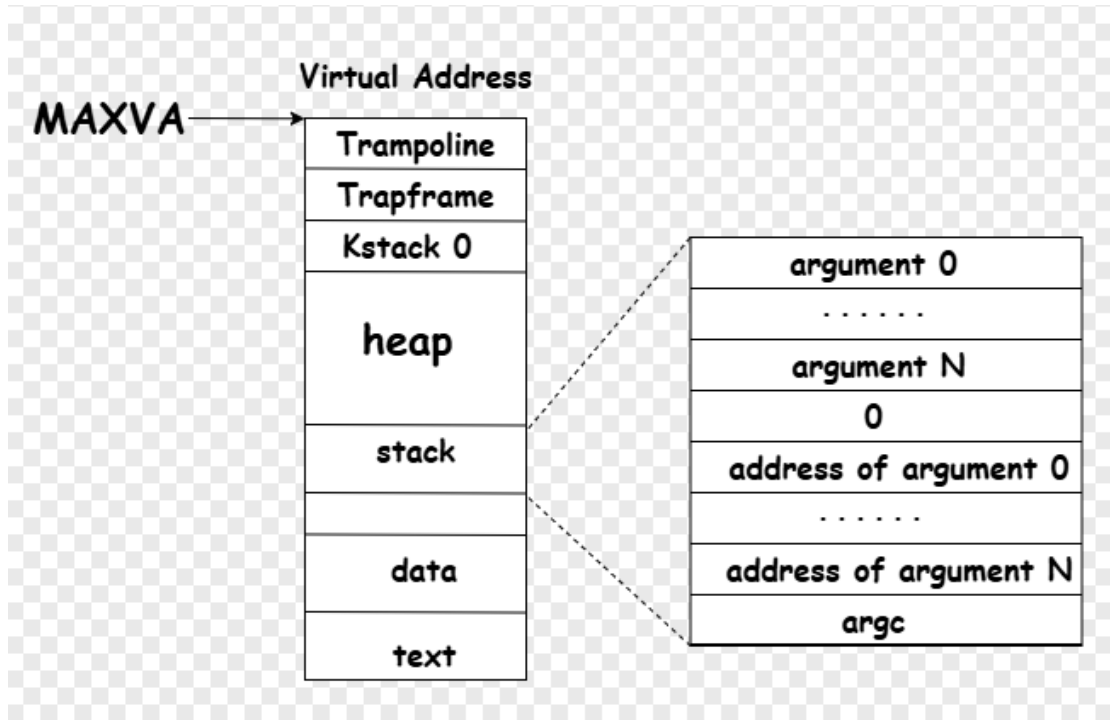 Virtual Address
MAXVA
Trampoline
Trapframe
Kstack 0
heap
stack
data
text
argument 0
. . . . . .
argument N
0
address of argument 0
. . . . . .
address of argument N
argc